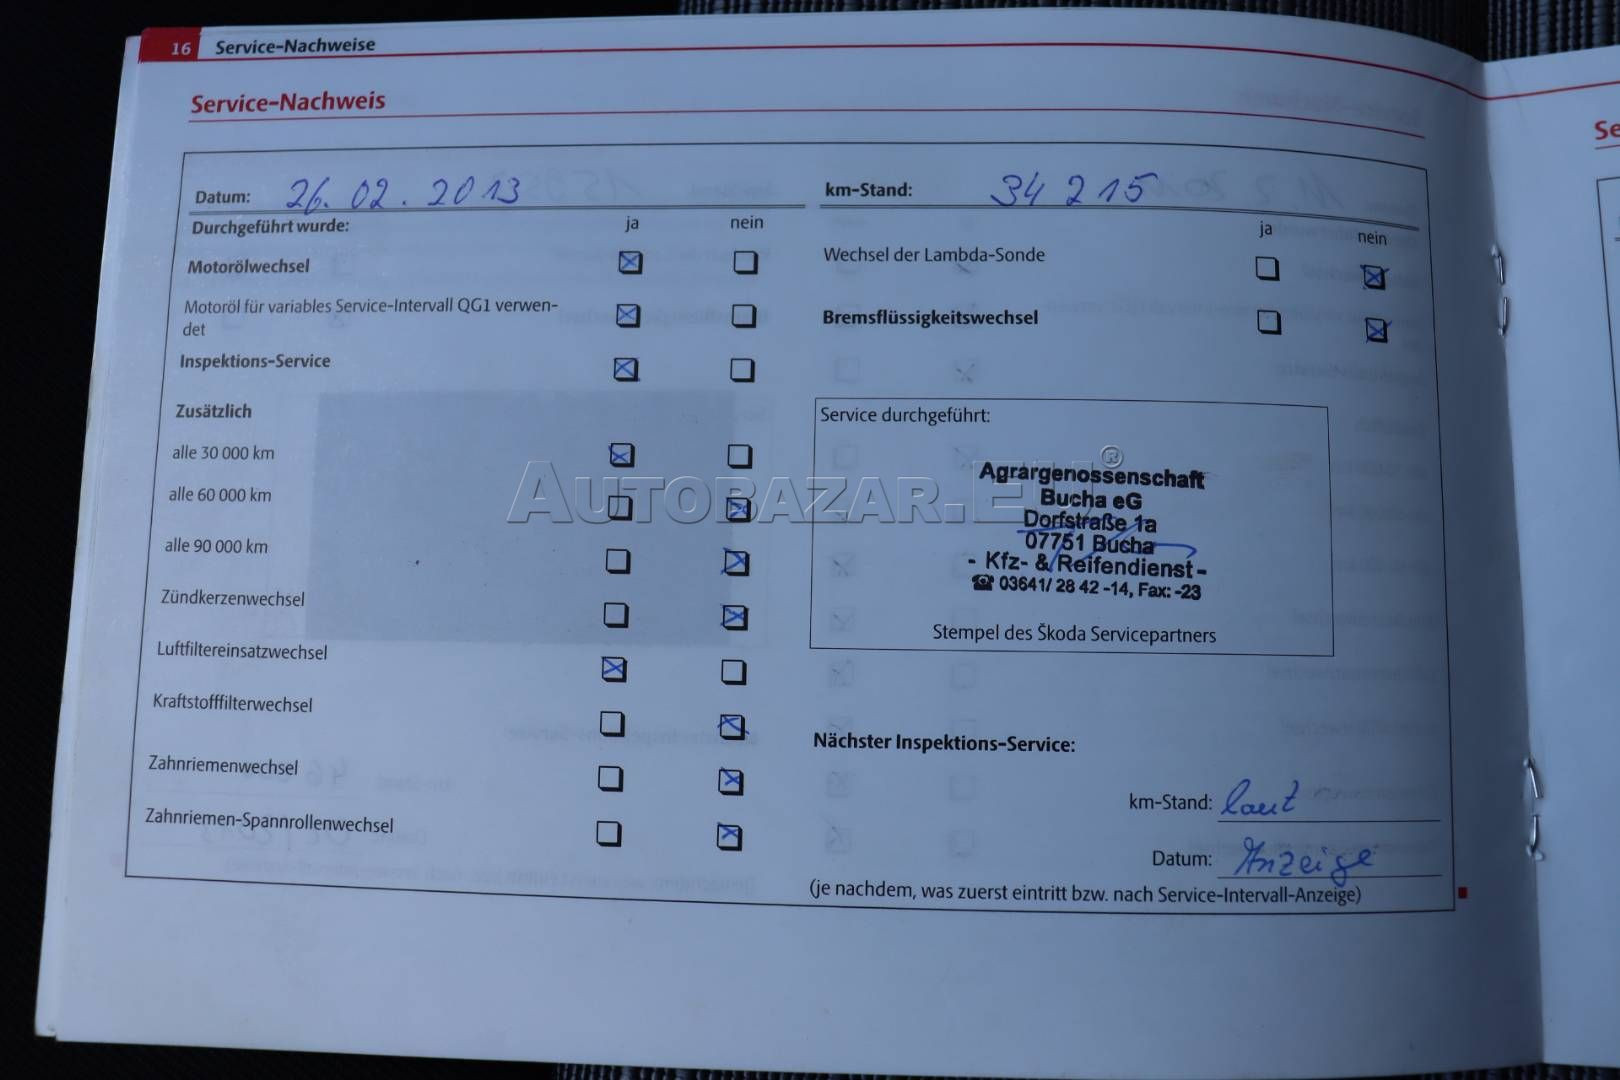 16 Service-Nachweise
Service-Nachweis
Se
Datum: 26.02.2013
km-Stand: 34 215
Durchgeführt wurde: ja nein
ja nein
Motorölwechsel
Motoröl für variables Service-Intervall QG1 verwen-
det
Inspektions-Service
Zusätzlich
alle 30 000 km
alle 60 000 km
alle 90 000 km
Zündkerzenwechsel
Luftfiltereinsatzwechsel
Kraftstofffilterwechsel
Zahnriemenwechsel
Zahnriemen-Spannrollenwechsel
Wechsel der Lambda-Sonde
Bremsflüssigkeitswechsel
Service durchgeführt:
Agrargenossenschaft
Bucha eG
Dorfstraße 1a
07751 Bucha
- Kfz- & Reifendienst -
☎ 03641/ 28 42 -14, Fax: -23
Stempel des Škoda Servicepartners
Nächster Inspektions-Service:
km-Stand: laut
Datum: Anzeige
(je nachdem, was zuerst eintritt bzw. nach Service-Intervall-Anzeige)
AUTOBAZAR.EU®